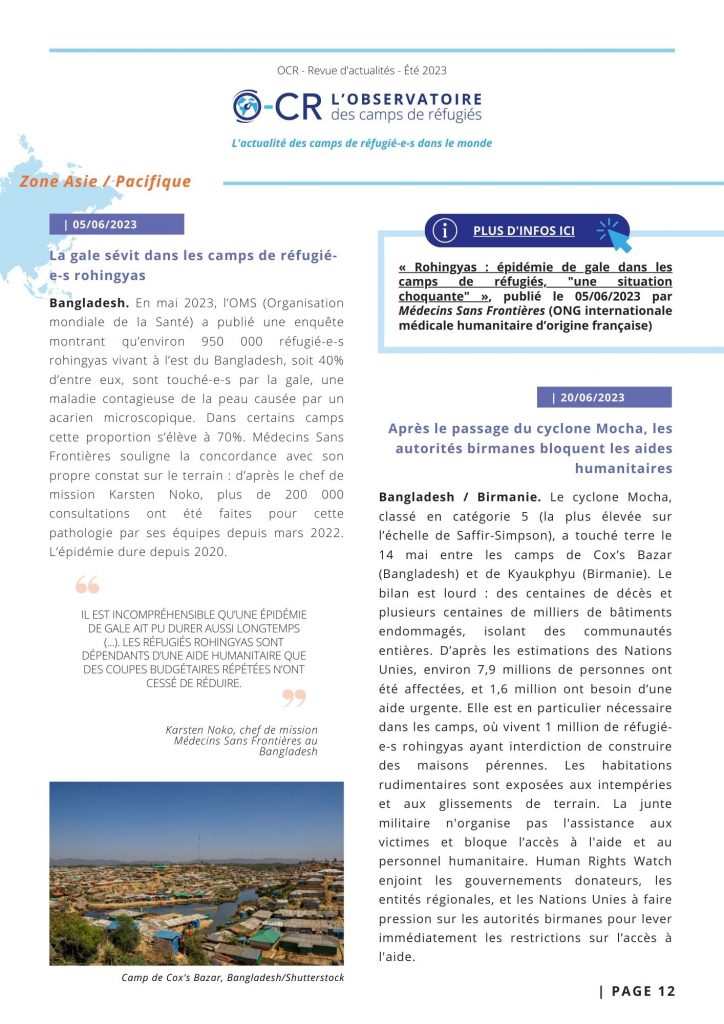 OCR - Revue d'actualités - Été 2023
O-CR L'OBSERVATOIRE
des camps de réfugiés
L'actualité des camps de réfugié-e-s dans le monde
Zone Asie / Pacifique
| 05/06/2023
La gale sévit dans les camps de réfugié-
e-s rohingyas
Bangladesh. En mai 2023, l'OMS (Organisation
mondiale de la Santé) a publié une enquête
montrant qu'environ 950 000 réfugié-e-s
rohingyas vivant à l'est du Bangladesh, soit 40%
d'entre eux, sont touché-e-s par la gale, une
maladie contagieuse de la peau causée par un
acarien microscopique. Dans certains camps
cette proportion s'élève à 70%. Médecins Sans
Frontières souligne la concordance avec son
propre constat sur le terrain : d'après le chef de
mission Karsten Noko, plus de 200 000
consultations ont été faites pour cette
pathologie par ses équipes depuis mars 2022.
L'épidémie dure depuis 2020.
“
IL EST INCOMPRÉHENSIBLE QU'UNE ÉPIDÉMIE
DE GALE AIT PU DURER AUSSI LONGTEMPS
(...). LES RÉFUGIÉS ROHINGYAS SONT
DÉPENDANTS D'UNE AIDE HUMANITAIRE QUE
DES COUPES BUDGÉTAIRES RÉPÉTÉES N'ONT
CESSÉ DE RÉDUIRE.
”
Karsten Noko, chef de mission
Médecins Sans Frontières au
Bangladesh
Camp de Cox's Bazar, Bangladesh/Shutterstock
PLUS D'INFOS ICI
« Rohingyas : épidémie de gale dans les
camps de réfugiés, "une situation
choquante" », publié le 05/06/2023 par
Médecins Sans Frontières (ONG internationale
médicale humanitaire d'origine française)
| 20/06/2023
Après le passage du cyclone Mocha, les
autorités birmanes bloquent les aides
humanitaires
Bangladesh / Birmanie. Le cyclone Mocha,
classé en catégorie 5 (la plus élevée sur
l'échelle de Saffir-Simpson), a touché terre le
14 mai entre les camps de Cox's Bazar
(Bangladesh) et de Kyaukphyu (Birmanie). Le
bilan est lourd : des centaines de décès et
plusieurs centaines de milliers de bâtiments
endommagés, isolant des communautés
entières. D'après les estimations des Nations
Unies, environ 7,9 millions de personnes ont
été affectées, et 1,6 million ont besoin d'une
aide urgente. Elle est en particulier nécessaire
dans les camps, où vivent 1 million de réfugié-
e-s rohingyas ayant interdiction de construire
des maisons pérennes. Les habitations
rudimentaires sont exposées aux intempéries
et aux glissements de terrain. La junte
militaire n'organise pas l'assistance aux
victimes et bloque l'accès à l'aide et au
personnel humanitaire. Human Rights Watch
enjoint les gouvernements donateurs, les
entités régionales, et les Nations Unies à faire
pression sur les autorités birmanes pour lever
immédiatement les restrictions sur l'accès à
l'aide.
| PAGE 12